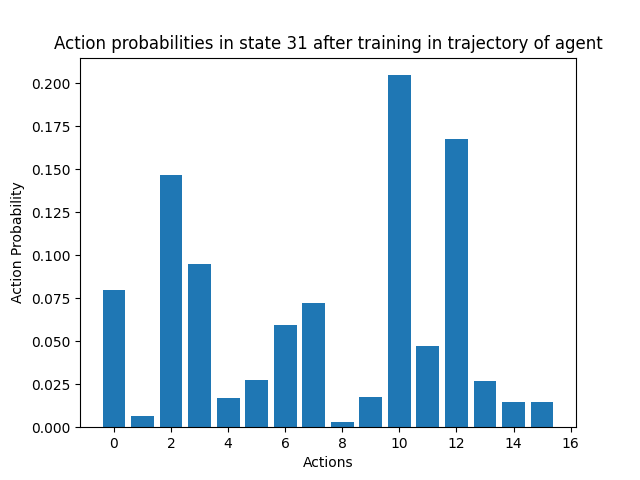 Action probabilities in state 31 after training in trajectory of agent
0.200
0.175
0.150
0.125
0.100
0.075
0.050
0.025
0.000
Action Probability
0 2 4 6 8 10 12 14 16
Actions